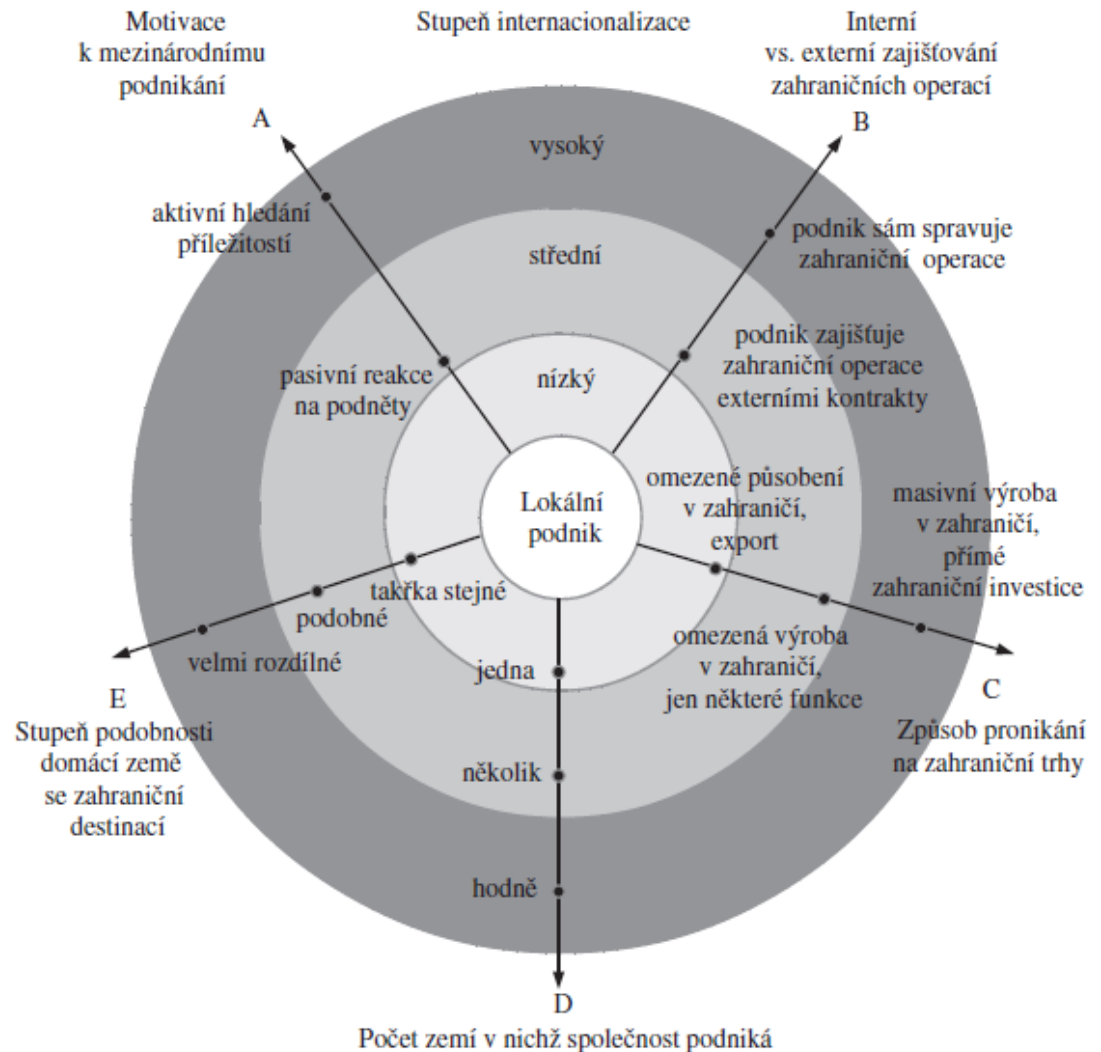 Motivace
k mezinárodnímu
podnikání
A
Stupeň internacionalizace
Interní
vs. externí zajišťování
zahraničních operací
B
vysoký
střední
nízký
Lokální
podnik
aktivní hledání
příležitostí
pasivní reakce
na podněty
podnik sám spravuje
zahraniční operace
podnik zajišťuje
zahraniční operace
externími kontrakty
omezené působení
v zahraničí,
export
masivní výroba
v zahraničí,
přímé
zahraniční investice
omezená výroba
v zahraničí,
jen některé funkce
C
Způsob pronikání
na zahraniční trhy
takřka stejné
podobné
velmi rozdílné
E
Stupeň podobnosti
domácí země
se zahraniční
destinací
jedna
několik
hodně
D
Počet zemí v nichž společnost podniká